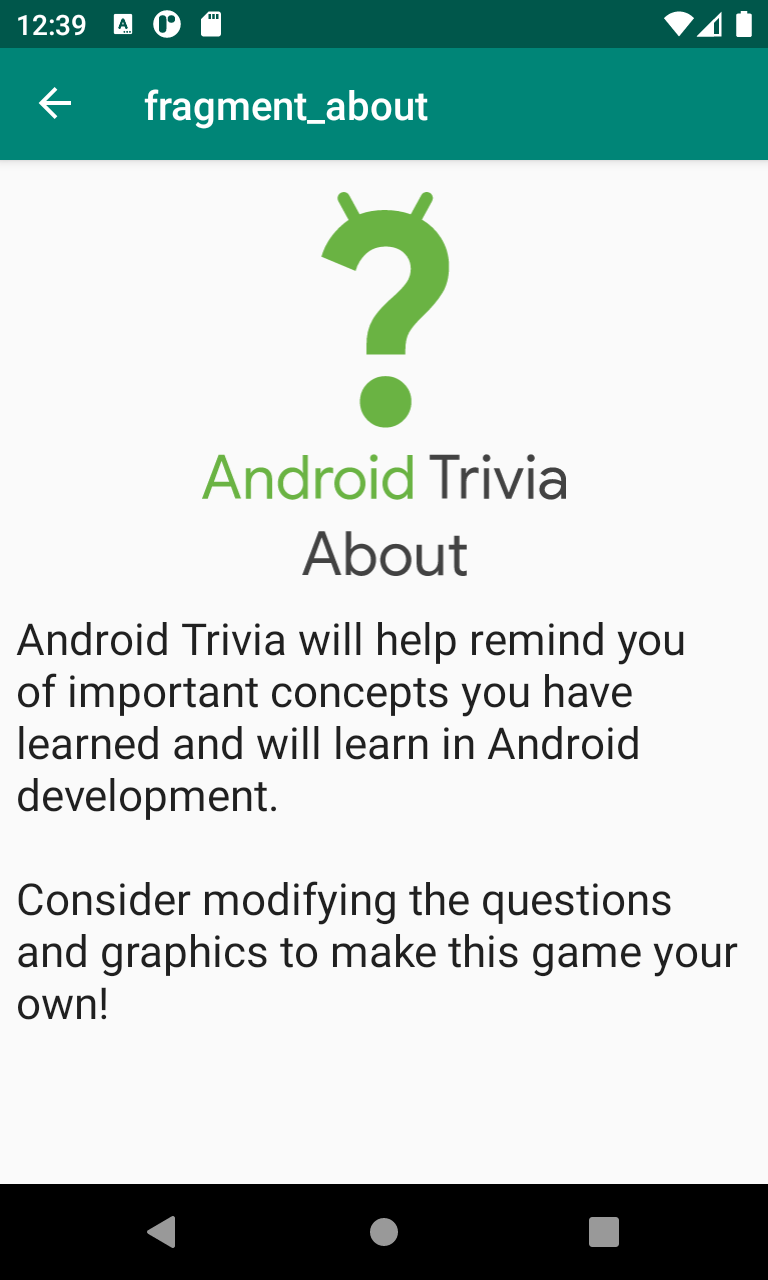 12:39
fragment_about
Android Trivia
About
Android Trivia will help remind you
of important concepts you have
learned and will learn in Android
development.
Consider modifying the questions
and graphics to make this game your
own!